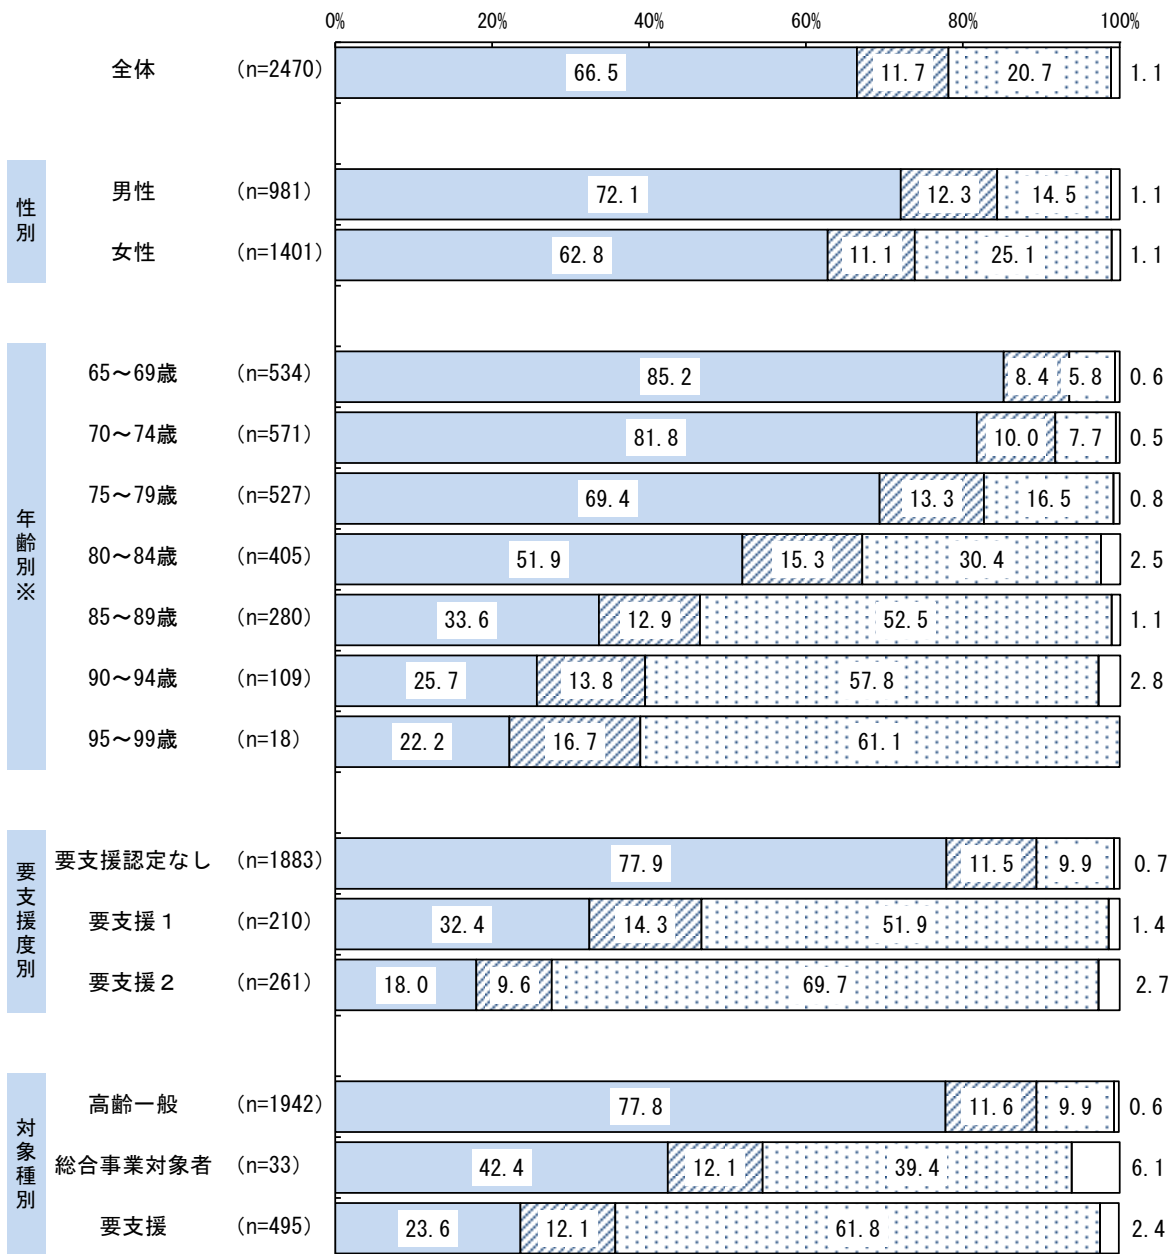 0% 20% 40% 60% 80% 100%
全体 (n=2470) 66.5 11.7 20.7 1.1
性別
男性 (n=981) 72.1 12.3 14.5 1.1
女性 (n=1401) 62.8 11.1 25.1 1.1
年齢別※
65～69歳 (n=534) 85.2 8.4 5.8 0.6
70～74歳 (n=571) 81.8 10.0 7.7 0.5
75～79歳 (n=527) 69.4 13.3 16.5 0.8
80～84歳 (n=405) 51.9 15.3 30.4 2.5
85～89歳 (n=280) 33.6 12.9 52.5 1.1
90～94歳 (n=109) 25.7 13.8 57.8 2.8
95～99歳 (n=18) 22.2 16.7 61.1
要支援度別
要支援認定なし (n=1883) 77.9 11.5 9.9 0.7
要支援１ (n=210) 32.4 14.3 51.9 1.4
要支援２ (n=261) 18.0 9.6 69.7 2.7
対象種別
高齢一般 (n=1942) 77.8 11.6 9.9 0.6
総合事業対象者 (n=33) 42.4 12.1 39.4 6.1
要支援 (n=495) 23.6 12.1 61.8 2.4